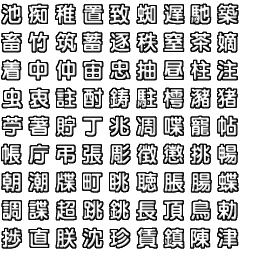 池痴稚置致蜘遅馳築
畜竹筑蓄逐秩窒茶嫡
着中仲宙忠抽昼柱注
虫衷註酎鋳駐樗瀦猪
苧著貯丁兆凋喋寵帖
帳庁弔張彫徴懲挑暢
朝潮牒町眺聴脹腸蝶
調諜超跳銚長頂鳥勅
捗直朕沈珍賃鎮陳津